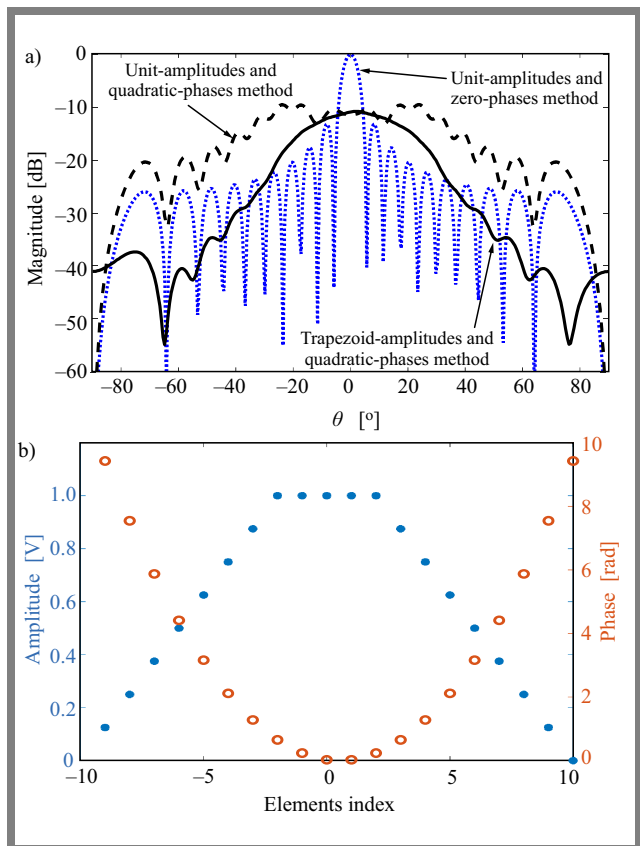 a)
Unit-amplitudes and
quadratic-phases method
Unit-amplitudes and
zero-phases method
Trapezoid-amplitudes and
quadratic-phases method
Magnitude [dB]
0
–10
–20
–30
–40
–50
–60
–80
–60
–40
–20
0
20
40
60
80
θ [º]
b)
Amplitude [V]
1.0
0.8
0.6
0.4
0.2
0
Phase [rad]
10
8
6
4
2
0
–10
–5
0
5
10
Elements index